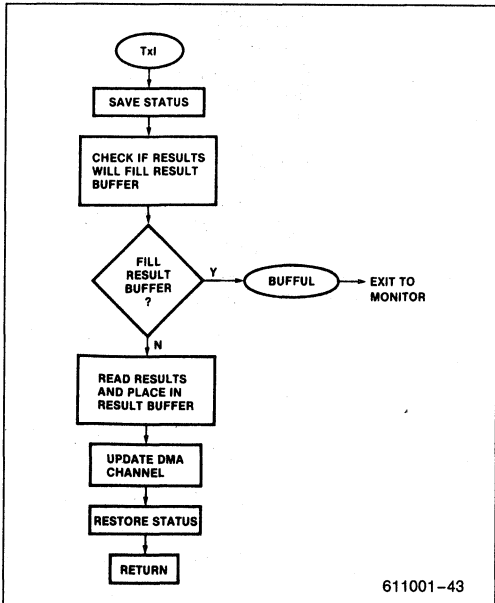 TxI
SAVE STATUS
CHECK IF RESULTS
WILL FILL RESULT
BUFFER
FILL
RESULT
BUFFER
?
Y
BUFFUL
EXIT TO
MONITOR
N
READ RESULTS
AND PLACE IN
RESULT BUFFER
UPDATE DMA
CHANNEL
RESTORE STATUS
RETURN
611001-43